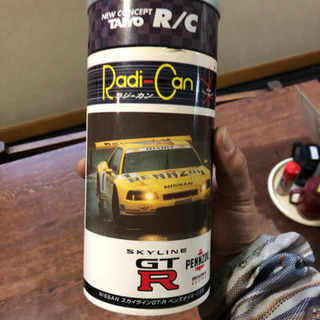 NEW CONCEPT
TAIYO R/C
Radi-Can
ラジ-カン
PENNZOIL
NISSAN
SKYLINE
GT
R
PENNZOIL
NISSAN スカイラインGT-R ペンズオイル